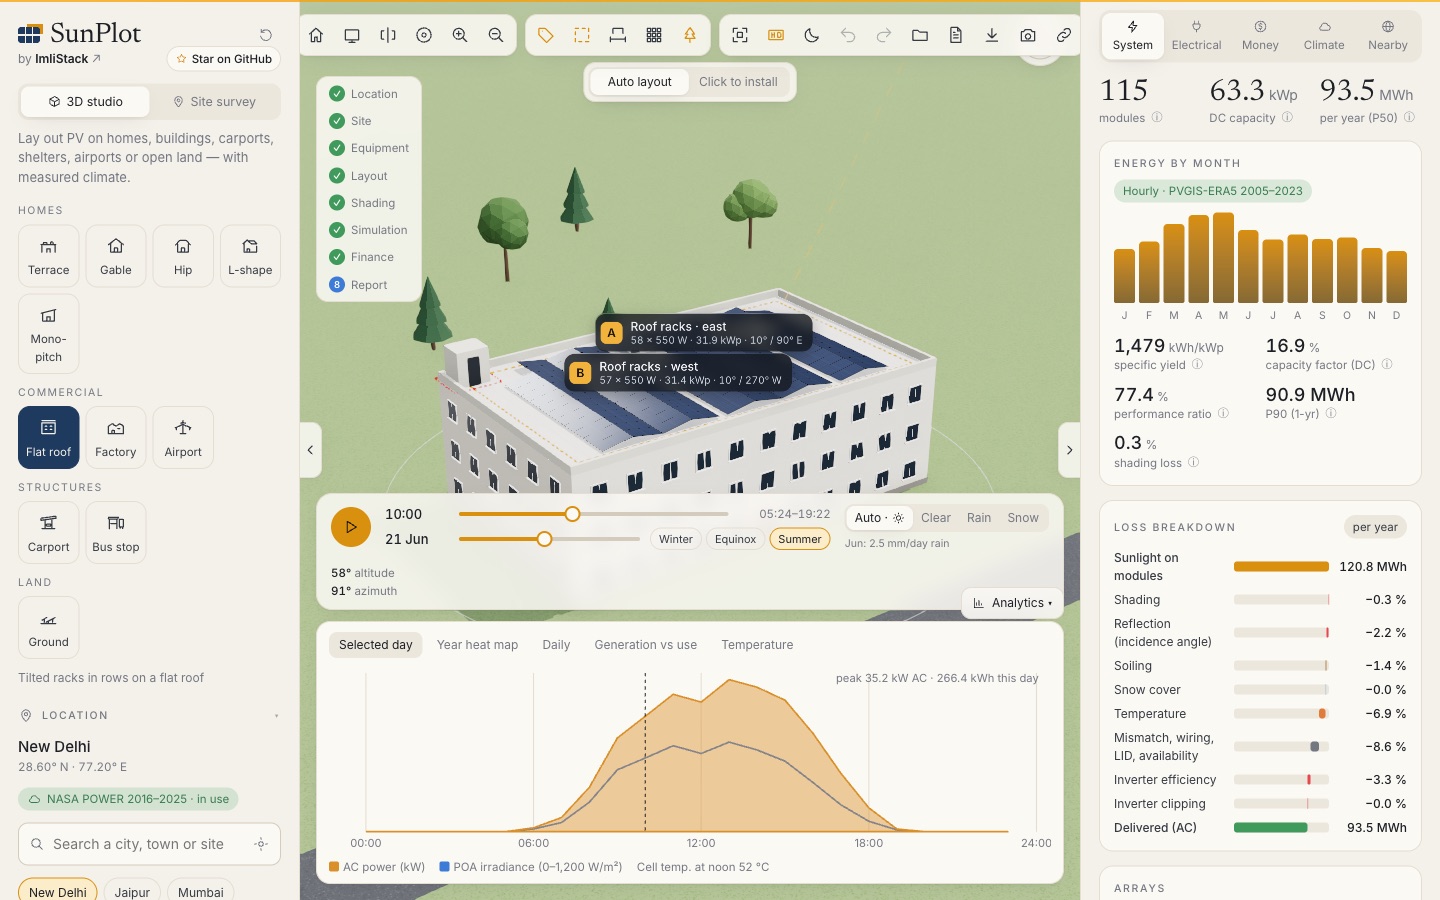 SunPlot
by ImliStack ↗
Star on GitHub
3D studio
Site survey
Lay out PV on homes, buildings, carports,
shelters, airports or open land — with
measured climate.
HOMES
Terrace
Gable
Hip
L-shape
Mono-
pitch
COMMERCIAL
Flat roof
Factory
Airport
STRUCTURES
Carport
Bus stop
LAND
Ground
Tilted racks in rows on a flat roof
LOCATION
New Delhi
28.60° N · 77.20° E
NASA POWER 2016–2025 · in use
Search a city, town or site
New Delhi
Jaipur
Mumbai
HD
Auto layout
Click to install
Location
Site
Equipment
Layout
Shading
Simulation
Finance
8 Report
A Roof racks · east
58 × 550 W · 31.9 kWp · 10° / 90° E
B Roof racks · west
57 × 550 W · 31.4 kWp · 10° / 270° W
10:00
05:24–19:22
21 Jun
Winter
Equinox
Summer
Auto ·
Clear
Rain
Snow
Jun: 2.5 mm/day rain
58° altitude
91° azimuth
Analytics
Selected day
Year heat map
Daily
Generation vs use
Temperature
peak 35.2 kW AC · 266.4 kWh this day
00:00
06:00
12:00
18:00
24:00
AC power (kW)
POA irradiance (0–1,200 W/m²)
Cell temp. at noon 52 °C
System
Electrical
Money
Climate
Nearby
115
modules
63.3 kWp
DC capacity
93.5 MWh
per year (P50)
ENERGY BY MONTH
Hourly · PVGIS-ERA5 2005–2023
J F M A M J J A S O N D
1,479 kWh/kWp
specific yield
16.9 %
capacity factor (DC)
77.4 %
performance ratio
90.9 MWh
P90 (1-yr)
0.3 %
shading loss
LOSS BREAKDOWN
per year
Sunlight on
modules
120.8 MWh
Shading
−0.3 %
Reflection
(incidence angle)
−2.2 %
Soiling
−1.4 %
Snow cover
−0.0 %
Temperature
−6.9 %
Mismatch, wiring,
LID, availability
−8.6 %
Inverter efficiency
−3.3 %
Inverter clipping
−0.0 %
Delivered (AC)
93.5 MWh
ARRAYS